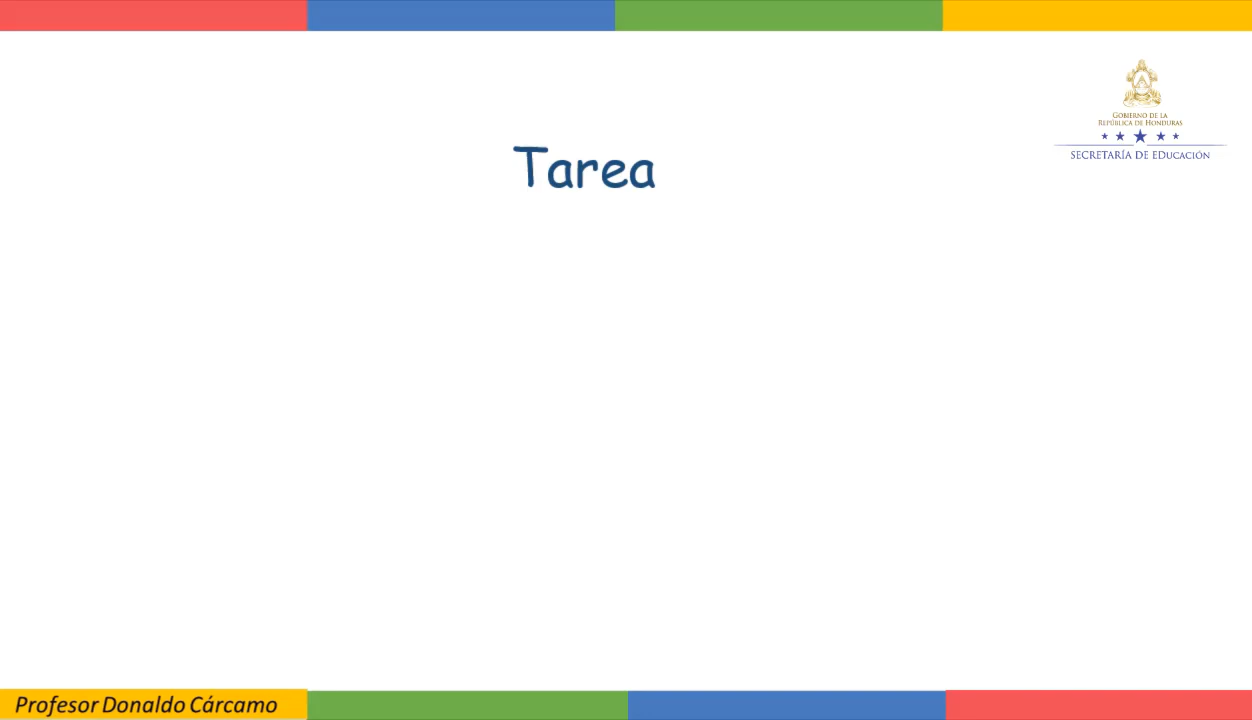 GOBIERNO DE LA
REPÚBLICA DE HONDURAS
SECRETARÍA DE EDUCACIÓN
Tarea
Profesor Donaldo Cárcamo